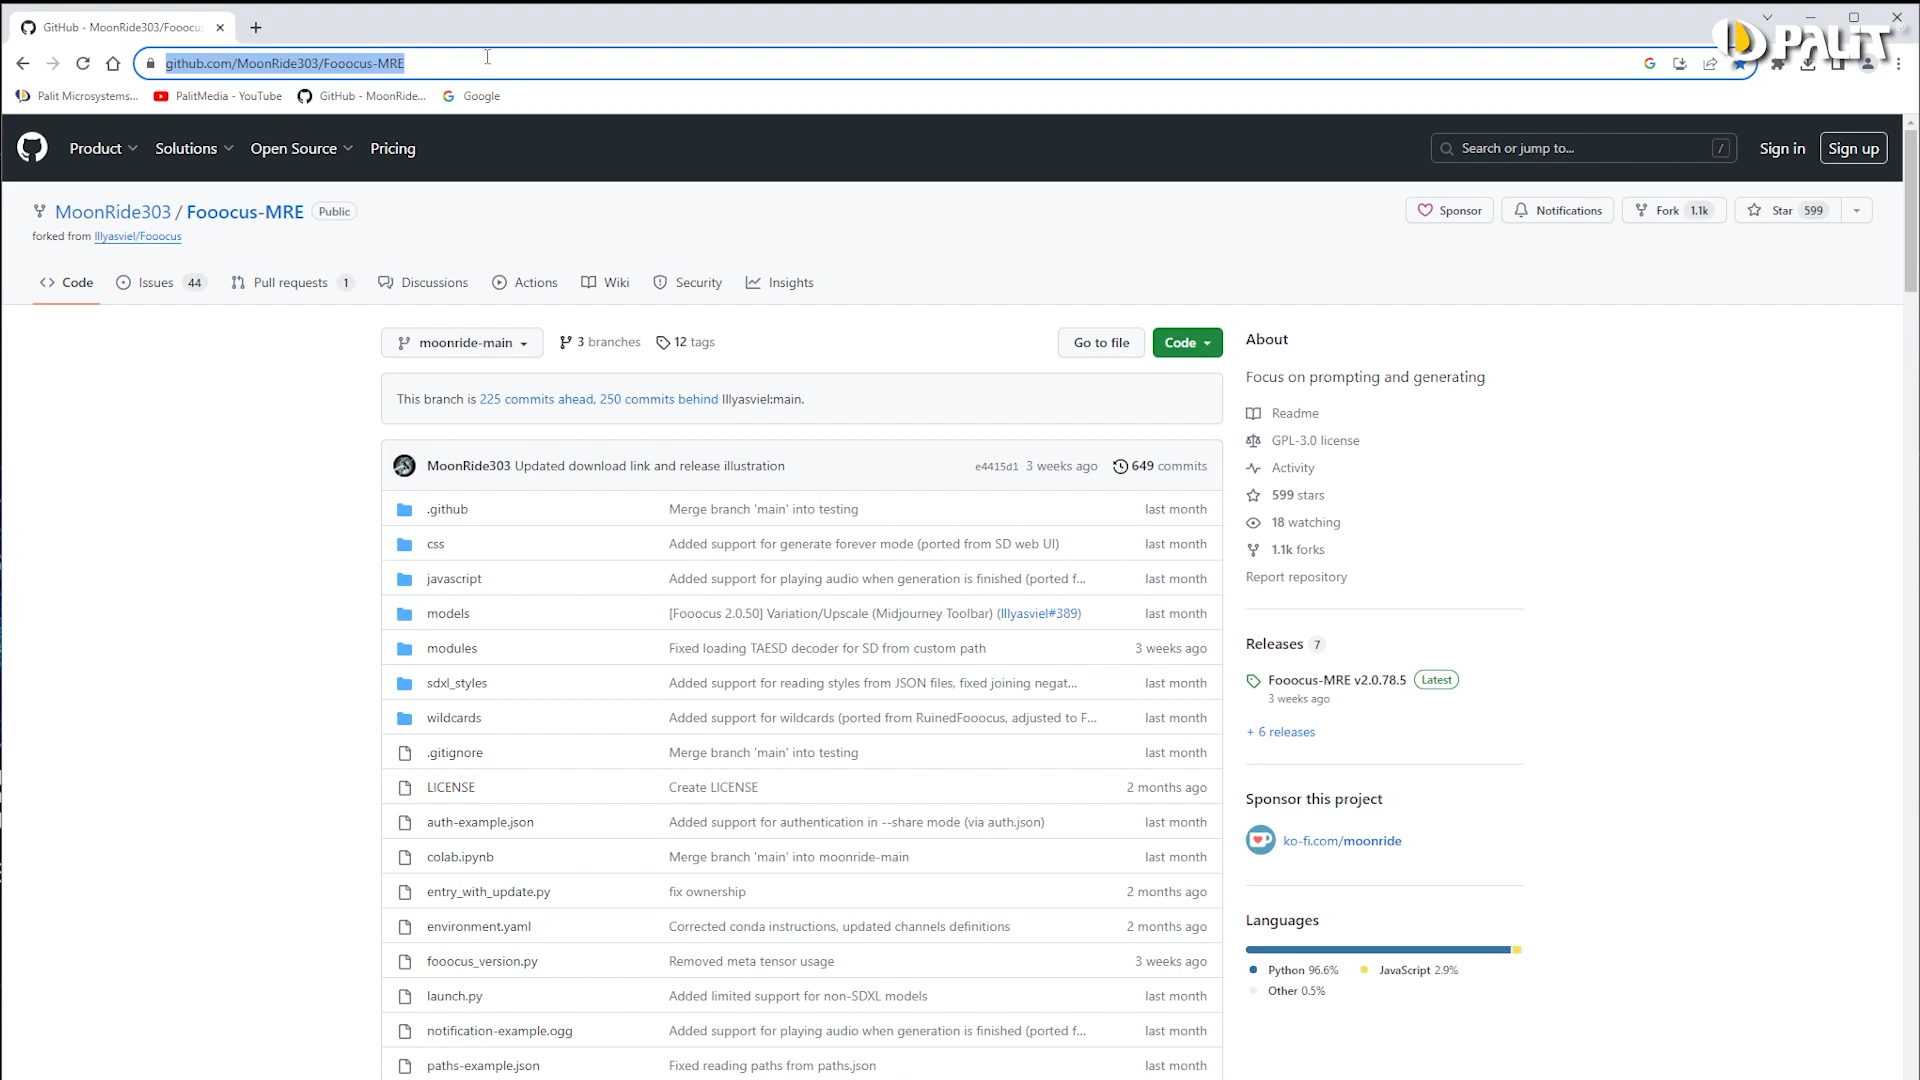 GitHub - MoonRide303/Fooocus
PALIT
github.com/MoonRide303/Fooocus-MRE
Palit Microsystems... PalitMedia - YouTube GitHub - MoonRide... Google
Product Solutions Open Source Pricing Search or jump to... / Sign in Sign up
MoonRide303 / Fooocus-MRE Public Sponsor Notifications Fork 1.1k Star 599
forked from lllyasviel/Fooocus
Code Issues 44 Pull requests 1 Discussions Actions Wiki Security Insights
moonride-main 3 branches 12 tags Go to file Code
This branch is 225 commits ahead, 250 commits behind lllyasviel:main.
MoonRide303 Updated download link and release illustration e4415d1 3 weeks ago 649 commits
.github Merge branch 'main' into testing last month
css Added support for generate forever mode (ported from SD web UI) last month
javascript Added support for playing audio when generation is finished (ported f... last month
models [Fooocus 2.0.50] Variation/Upscale (Midjourney Toolbar) (lllyasviel#389) last month
modules Fixed loading TAESD decoder for SD from custom path 3 weeks ago
sdxl_styles Added support for reading styles from JSON files, fixed joining negat... last month
wildcards Added support for wildcards (ported from RuinedFooocus, adjusted to F... last month
.gitignore Merge branch 'main' into testing last month
LICENSE Create LICENSE 2 months ago
auth-example.json Added support for authentication in --share mode (via auth.json) last month
colab.ipynb Merge branch 'main' into moonride-main last month
entry_with_update.py fix ownership 2 months ago
environment.yaml Corrected conda instructions, updated channels definitions 2 months ago
fooocus_version.py Removed meta tensor usage 3 weeks ago
launch.py Added limited support for non-SDXL models last month
notification-example.ogg Added support for playing audio when generation is finished (ported f... last month
paths-example.json Fixed reading paths from paths.json last month
About
Focus on prompting and generating
Readme
GPL-3.0 license
Activity
599 stars
18 watching
1.1k forks
Report repository
Releases 7
Fooocus-MRE v2.0.78.5 Latest
3 weeks ago
+ 6 releases
Sponsor this project
ko-fi.com/moonride
Languages
Python 96.6% JavaScript 2.9%
Other 0.5%